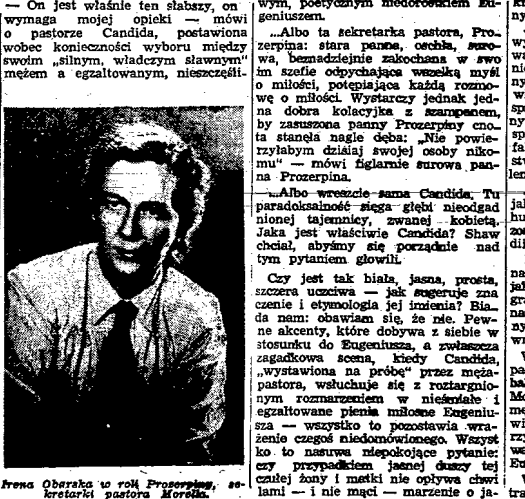 — On jest właśnie ten słabszy, on
wymaga mojej opieki — mówi
o pastorze Candida, postawiona
wobec konieczności wyboru między
swoim „silnym, władczym sławnym"
mężem a egzaltowanym, nieszczęśli-
Irena Obarska w roli Prozerpiny, se-
kretarki pastora Morella.
wym, poetycznym niedorostkiem Eu-
geniuszem.
...Albo ta sekretarka pastora, Pro_
zerpina: stara panna, oschła, suro-
wa, beznadziejnie zakochana w swo
im szefie odpychająca wszelką myśl
o miłości, potępiająca każdą rozmo-
wę o miłości. Wystarczy jednak jed-
na dobra kolacyjka z szampanem,
by zasuszona panny Prozerpiny cno_
ta stanęła nagle dęba: „Nie powie-
rzyłabym dzisiaj swojej osoby niko-
mu" — mówi figlarnie surowa pan-
na Prozerpina.
...Albo wreszcie sama Candida. Tu
paradoksalność sięga głębi nieodgad
nionej tajemnicy, zwanej kobietą.
Jaka jest właściwie Candida? Shaw
chciał, abyśmy się porządnie nad
tym pytaniem głowili.
Czy jest tak biała, jasna, prosta,
szczera uczciwa — jak sugeruje zna
czenie i etymologia jej imienia? Bia_
da nam: obawiam się, że nie. Pew-
ne akcenty, które dobywa z siebie w
stosunku do Eugeniusza, a zwłaszcza
zagadkowa scena, kiedy Candida,
„wystawiona na próbę" przez męża-
pastora, wsłuchuje się z roztargnio-
nym rozmarzeniem w nieśmiałe i
egzaltowane pienia miłosne Eugeniu-
sza — wszystko to pozostawia wra-
żenie czegoś niedomówionego. Wszyst
ko to nasuwa niepokojące pytanie:
czy przypadkiem jasnej duszy tej
czułej żony i matki nie opływa chwi
lami — i nie mąci — marzenie o ja-